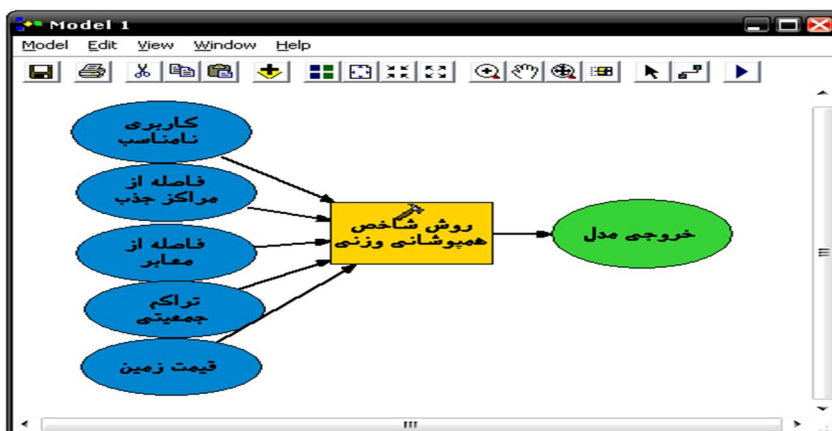 Model 1
Model Edit View Window Help
کاربری
نامناسب
فاصله از
مراکز جذب
فاصله از
معابر
تراکم
جمعیتی
قیمت زمین
روش شاخص
همپوشانی وزنی
خروجی مدل